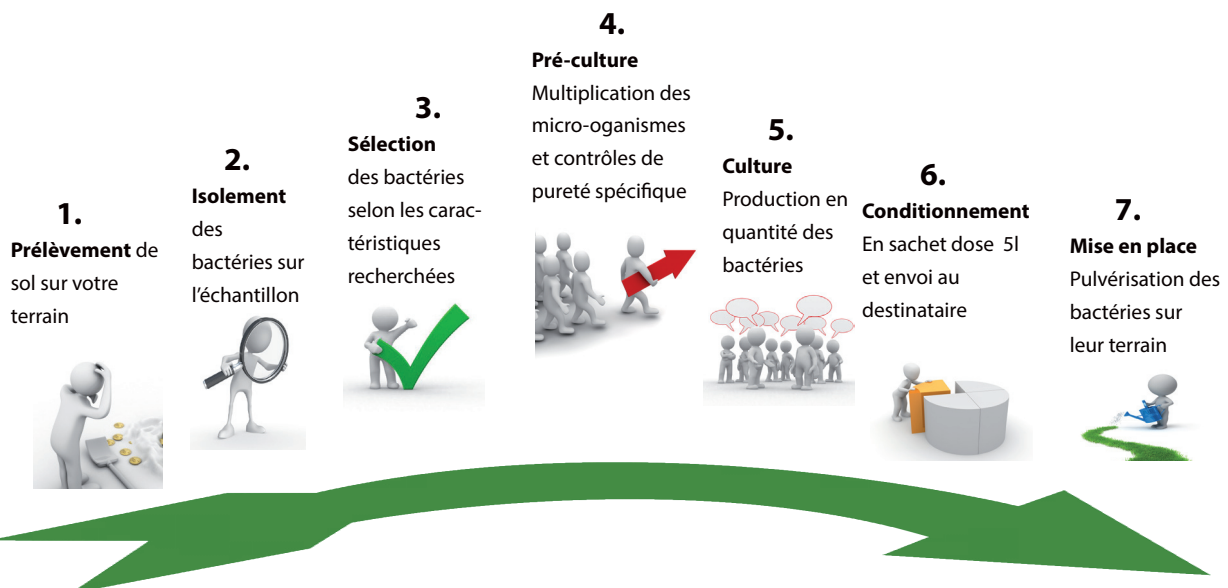 1.
Prélèvement de
sol sur votre
terrain
2.
Isolement
des
bactéries sur
l'échantillon
3.
Sélection
des bactéries
selon les carac-
téristiques
recherchées
4.
Pré-culture
Multiplication des
micro-oganismes
et contrôles de
pureté spécifique
5.
Culture
Production en
quantité des
bactéries
6.
Conditionnement
En sachet dose 5l
et envoi au
destinataire
7.
Mise en place
Pulvérisation des
bactéries sur
leur terrain